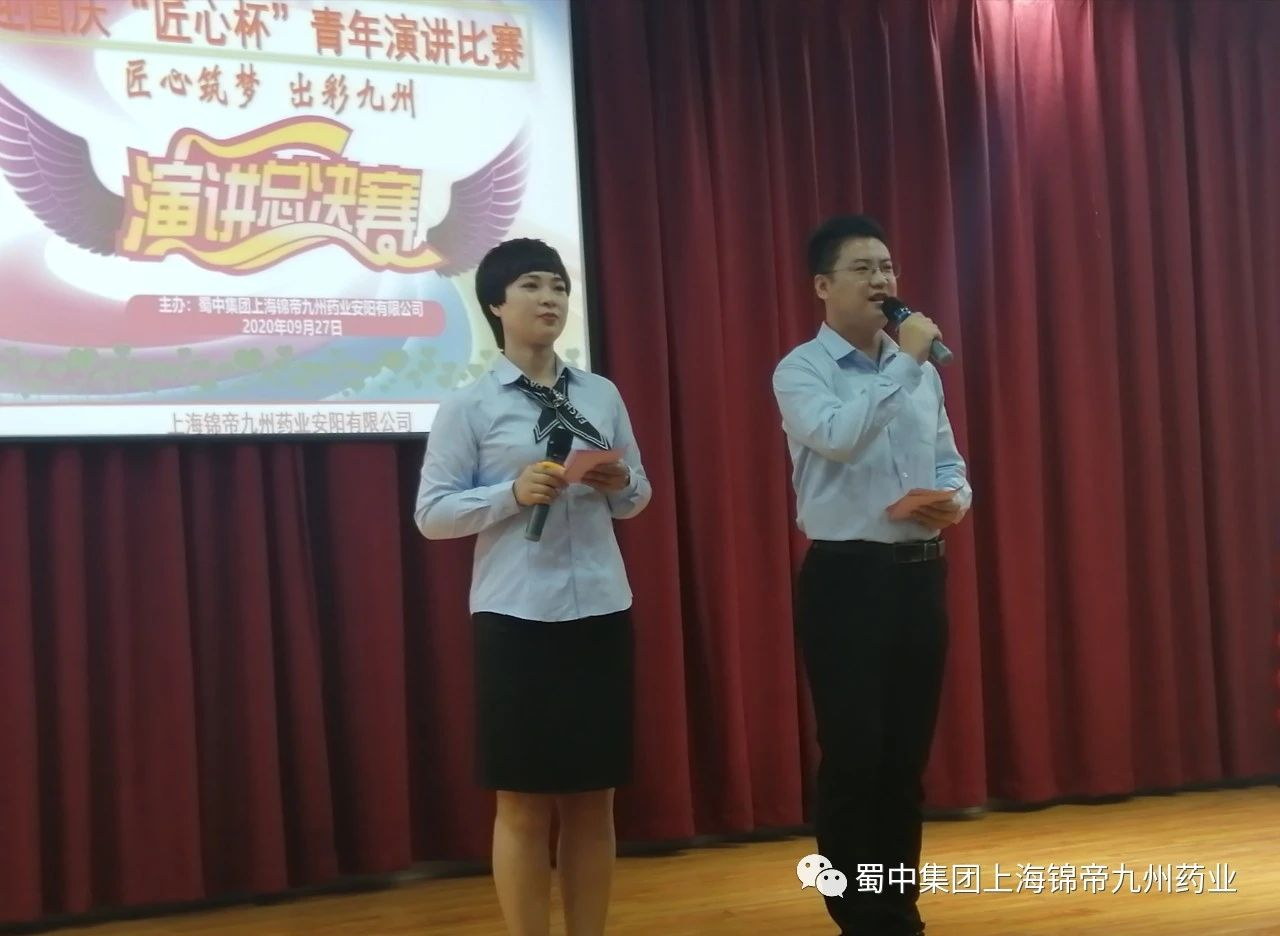 迎国庆“匠心杯”青年演讲比赛
匠心筑梦 出彩九州
演讲总决赛
主办：蜀中集团上海锦帝九州药业安阳有限公司
2020年09月27日
上海锦帝九州药业安阳有限公司
蜀中集团上海锦帝九州药业